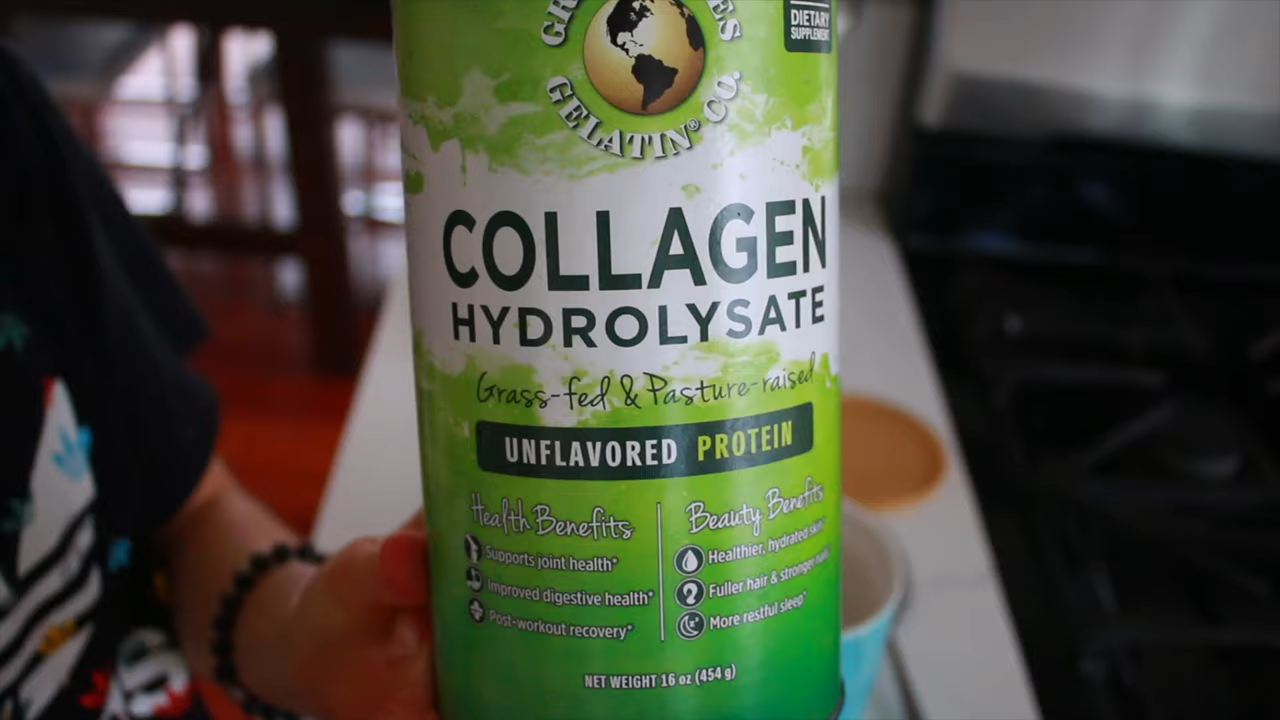 DIETARY
SUPPLEMENT
GELATIN® CO.
COLLAGEN
HYDROLYSATE
Grass-fed & Pasture-raised
UNFLAVORED PROTEIN
Health Benefits
Supports joint health*
Improved digestive health*
Post-workout recovery*
Beauty Benefits
Healthier, hydrated skin*
Fuller hair & stronger nails*
More restful sleep*
NET WEIGHT 16 oz (454 g)